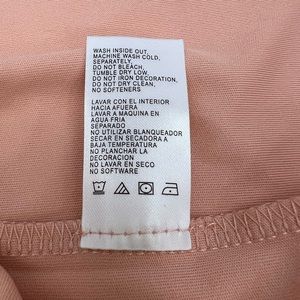 WASH INSIDE OUT,
MACHINE WASH COLD,
SEPARATELY,
DO NOT BLEACH,
TUMBLE DRY LOW,
DO NOT IRON DECORATION,
DO NOT DRY CLEAN,
NO SOFTENERS
LAVAR CON EL INTERIOR
HACIA AFUERA
LAVAR A MAQUINA EN
AGUA FRIA
SEPARADO
NO UTILIZAR BLANQUEADOR
SECAR EN SECADORA A
BAJA TEMPERATURA
NO PLANCHAR LA
DECORACION
NO LAVAR EN SECO
NO SOFTWARE